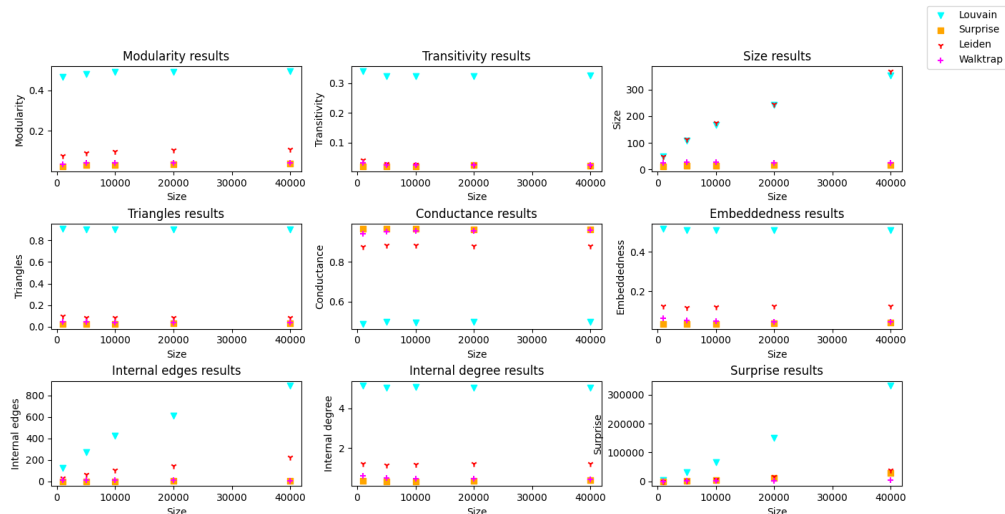 Louvain
Surprise
Leiden
Walktrap
Modularity results
Transitivity results
Size results
0.4
0.2
Modularity
0 10000 20000 30000 40000
Size
0.3
0.2
0.1
Transitivity
0 10000 20000 30000 40000
Size
300
200
100
0
Size
0 10000 20000 30000 40000
Size
Triangles results
Conductance results
Embeddedness results
0.8
0.6
0.4
0.2
0.0
Triangles
0 10000 20000 30000 40000
Size
0.8
0.6
Conductance
0 10000 20000 30000 40000
Size
0.4
0.2
Embeddedness
0 10000 20000 30000 40000
Size
Internal edges results
Internal degree results
Surprise results
800
600
400
200
0
Internal edges
0 10000 20000 30000 40000
Size
4
2
Internal degree
0 10000 20000 30000 40000
Size
300000
200000
100000
0
Surprise
0 10000 20000 30000 40000
Size